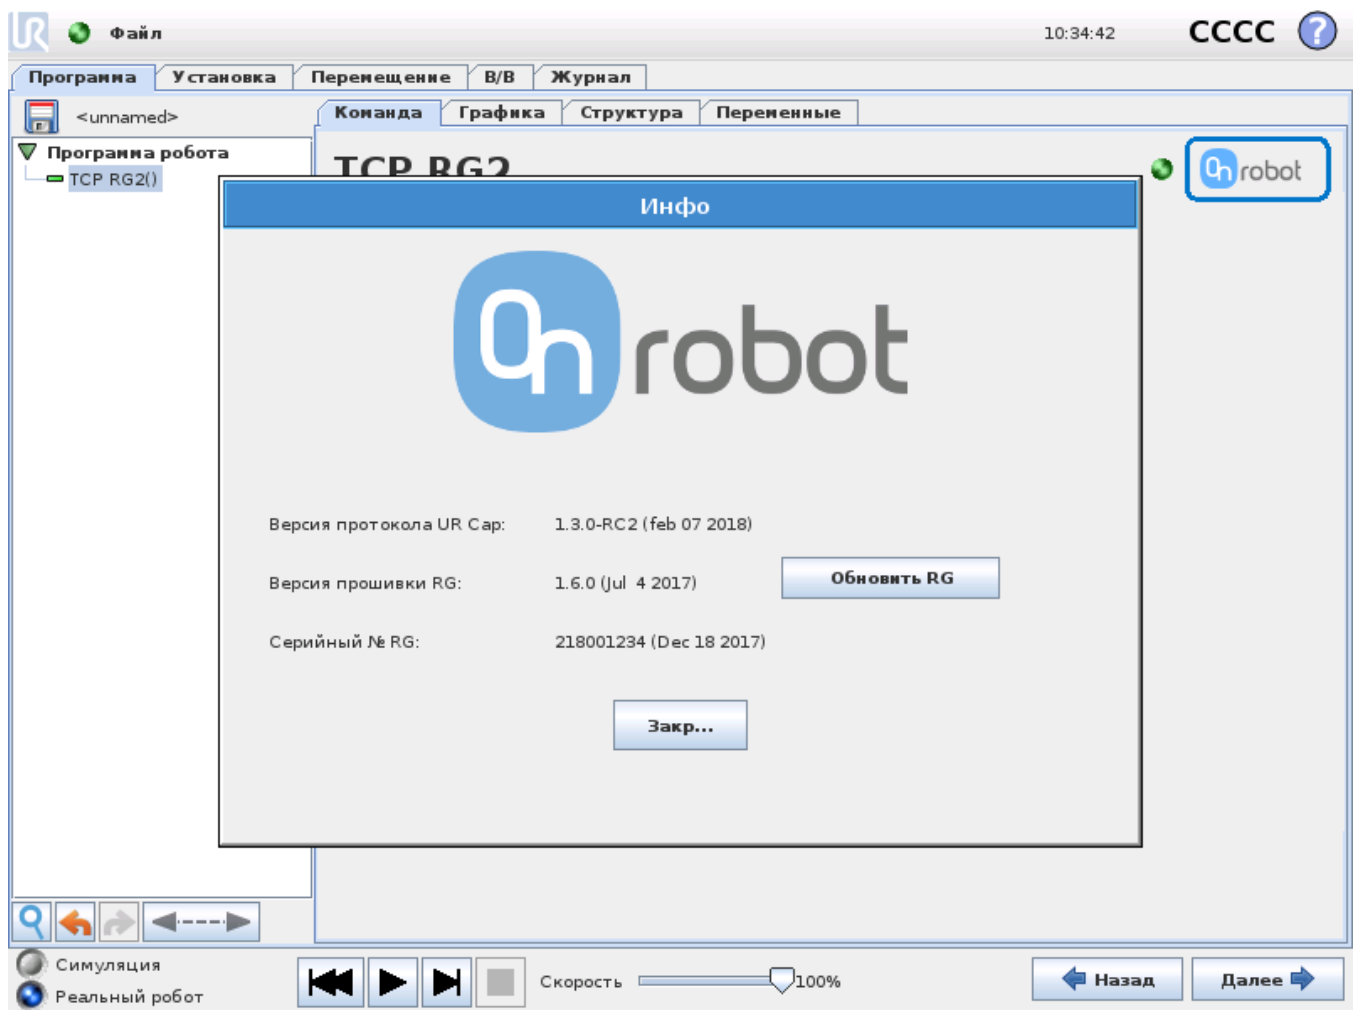 Файл
10:34:42
CCCC
?
Программа
Установка
Перемещение
В/В
Журнал
<unnamed>
Команда
Графика
Структура
Переменные
Программа робота
TCP RG2()
TCP RG2
On robot
Инфо
On robot
Версия протокола UR Cap: 1.3.0-RC2 (feb 07 2018)
Версия прошивки RG: 1.6.0 (Jul 4 2017)
Обновить RG
Серийный № RG: 218001234 (Dec 18 2017)
Закр...
Симуляция
Реальный робот
Скорость
100%
Назад
Далее